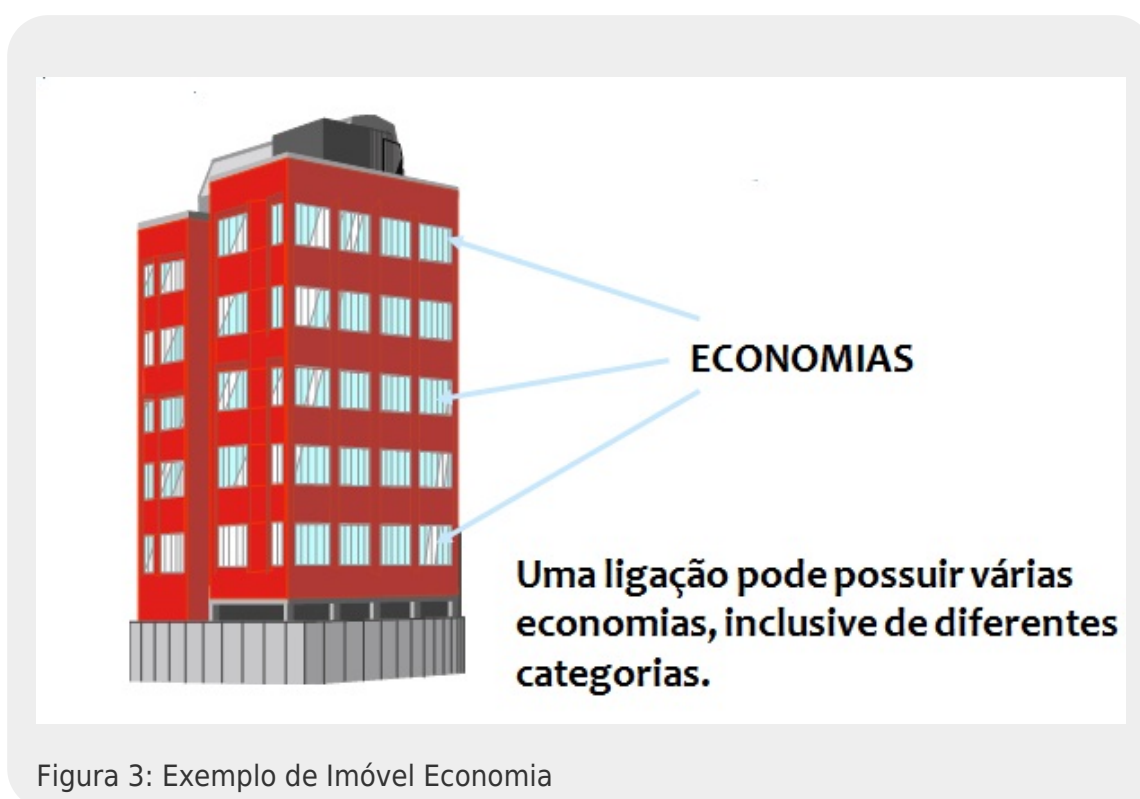 ECONOMIAS
Uma ligação pode possuir várias
economias, inclusive de diferentes
categorias.
Figura 3: Exemplo de Imóvel Economia